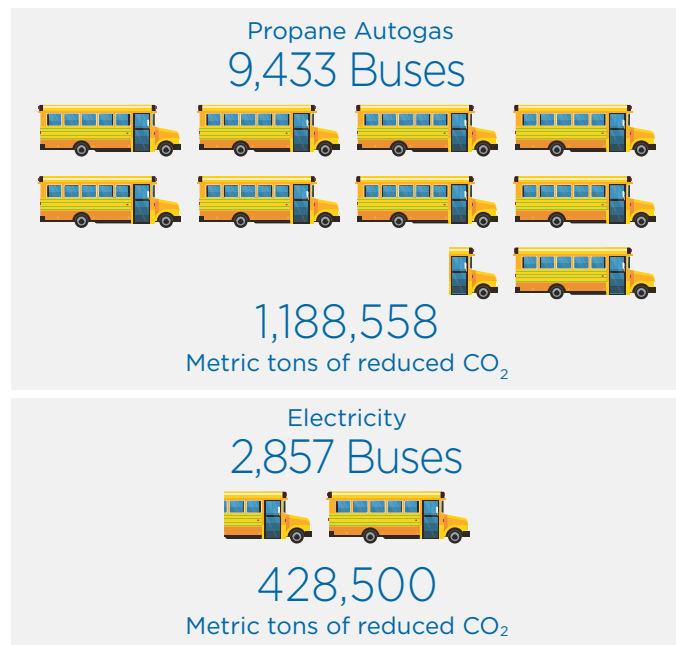 Propane Autogas
9,433 Buses
1,188,558
Metric tons of reduced CO₂
Electricity
2,857 Buses
428,500
Metric tons of reduced CO₂